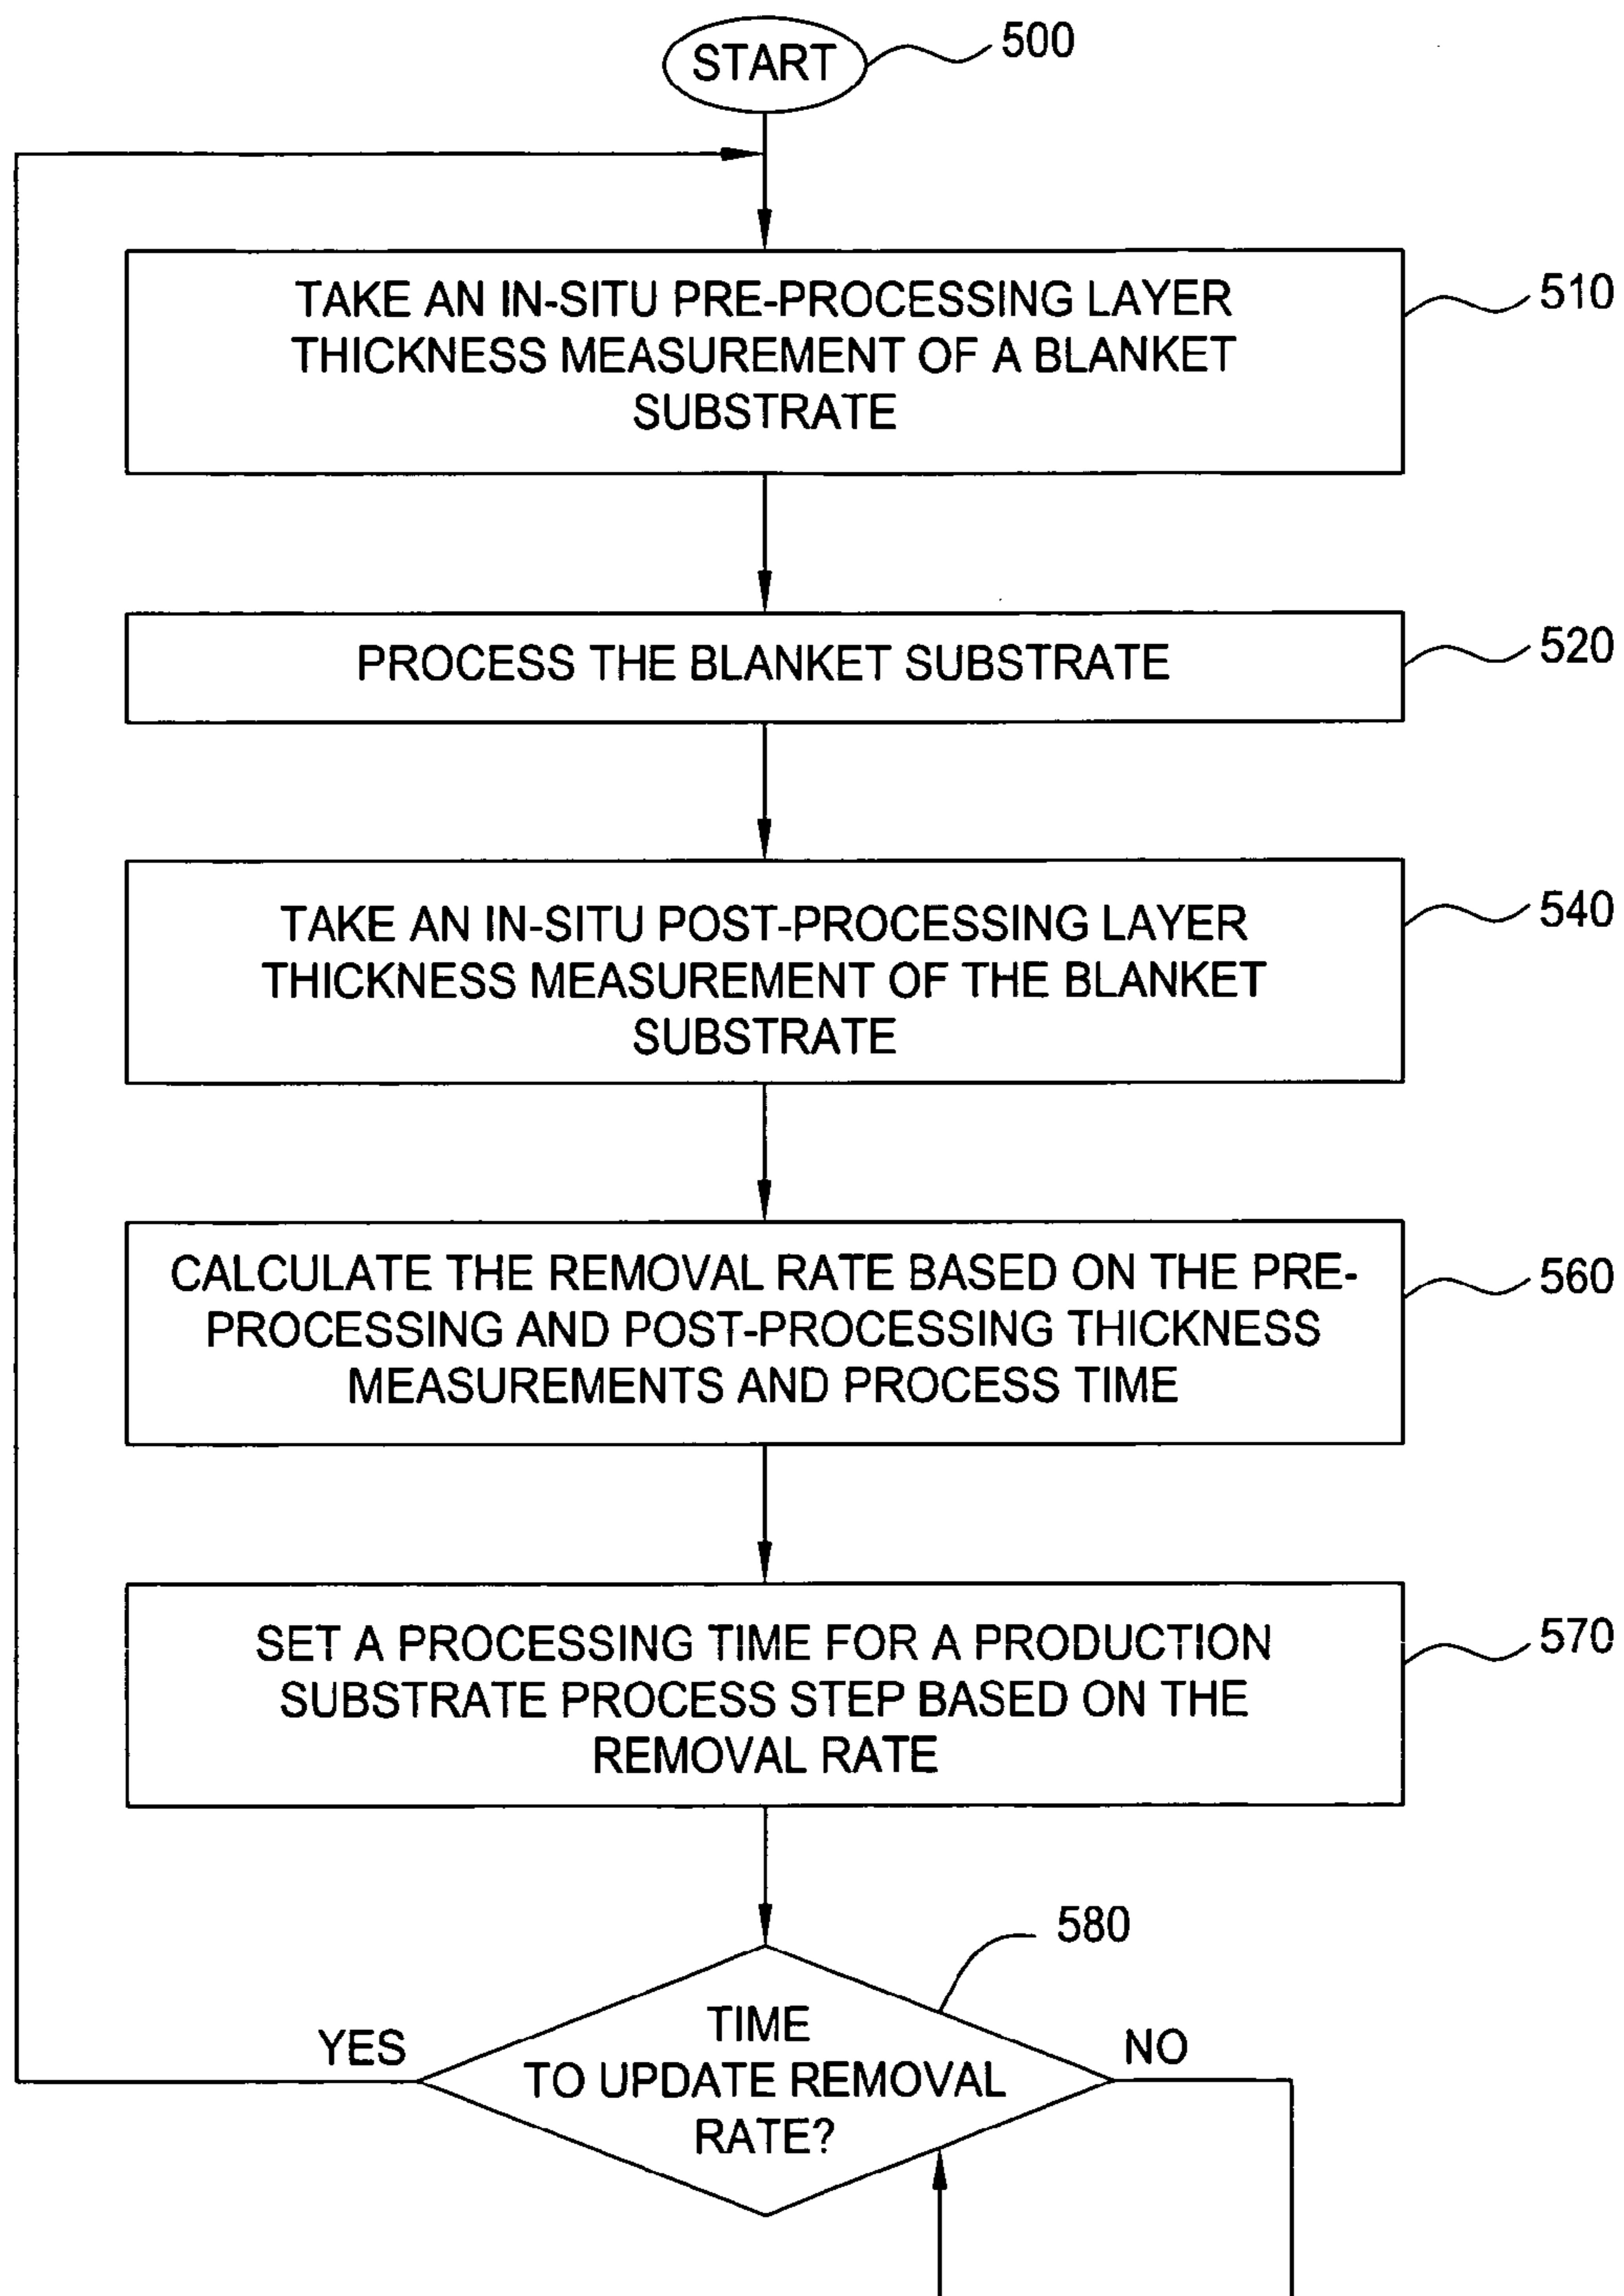 START
500
TAKE AN IN-SITU PRE-PROCESSING LAYER
THICKNESS MEASUREMENT OF A BLANKET
SUBSTRATE
510
PROCESS THE BLANKET SUBSTRATE
520
TAKE AN IN-SITU POST-PROCESSING LAYER
THICKNESS MEASUREMENT OF THE BLANKET
SUBSTRATE
540
CALCULATE THE REMOVAL RATE BASED ON THE PRE-
PROCESSING AND POST-PROCESSING THICKNESS
MEASUREMENTS AND PROCESS TIME
560
SET A PROCESSING TIME FOR A PRODUCTION
SUBSTRATE PROCESS STEP BASED ON THE
REMOVAL RATE
570
580
YES
TIME
TO UPDATE REMOVAL
RATE?
NO